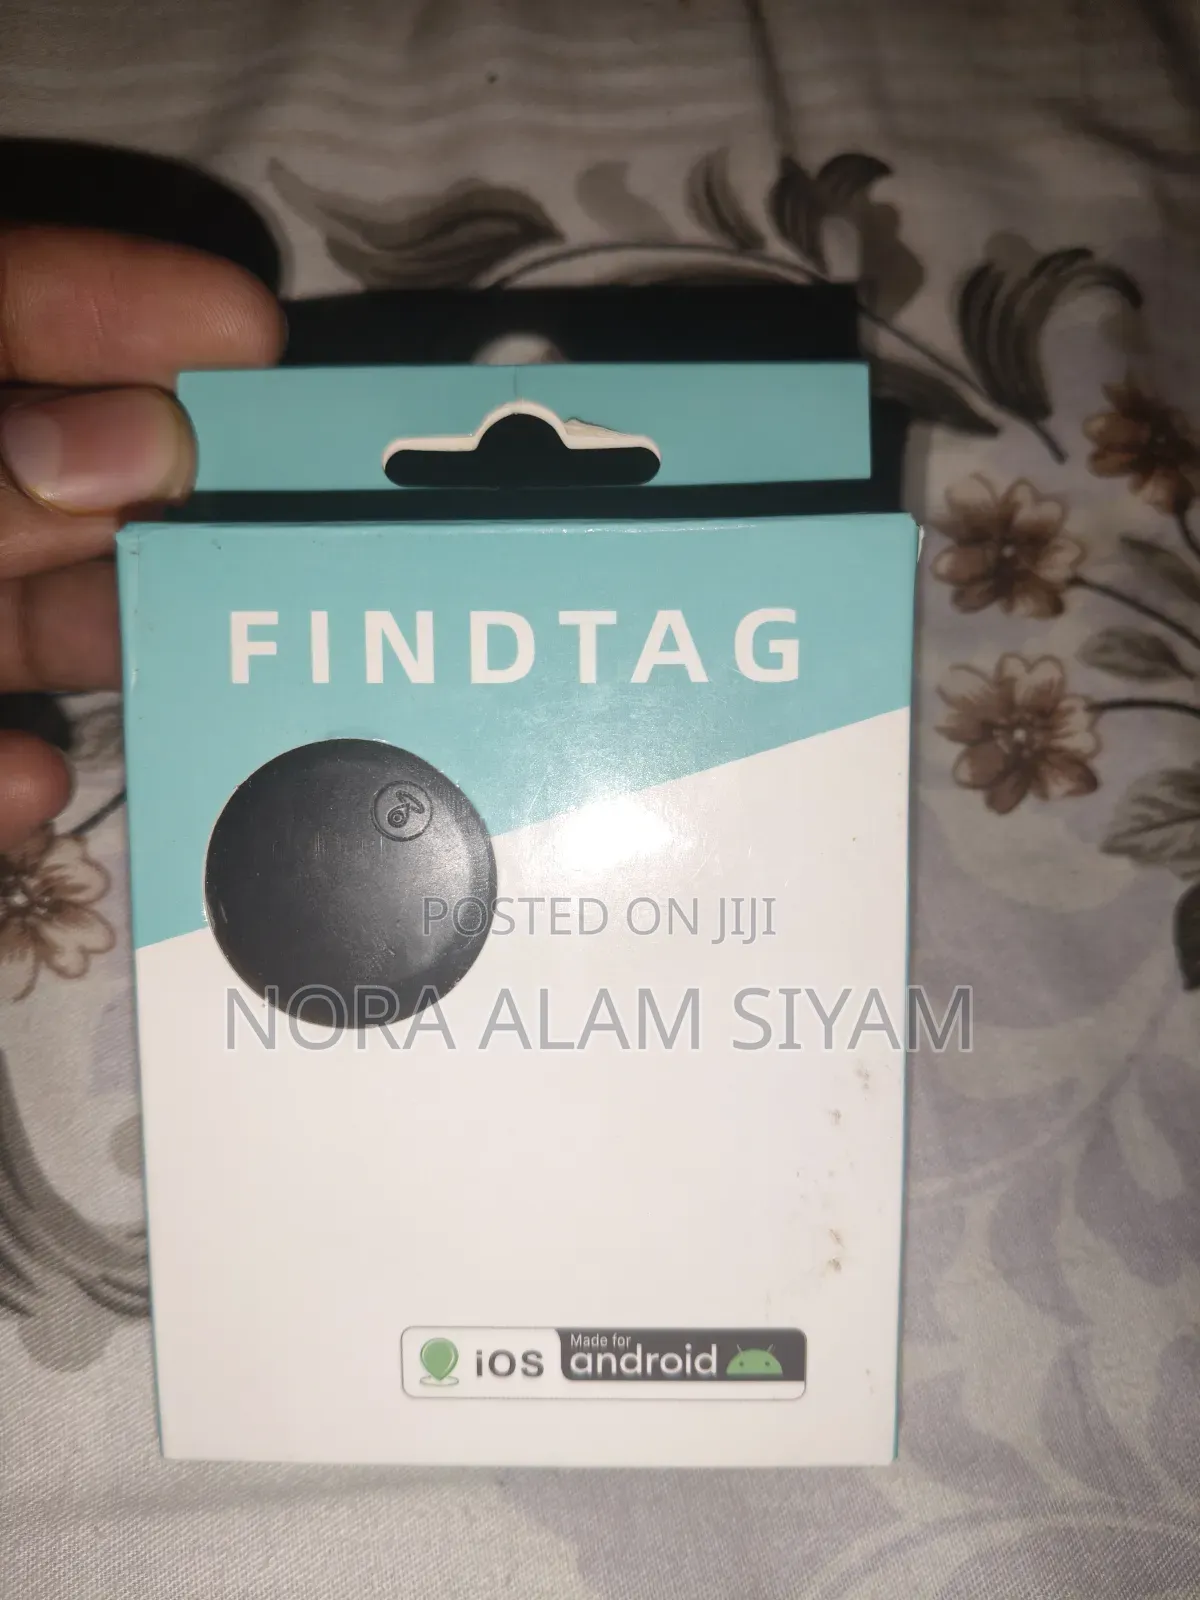 FINDTAG
POSTED ON JIJI
NORA ALAM SIYAM
iOS
Made for
android